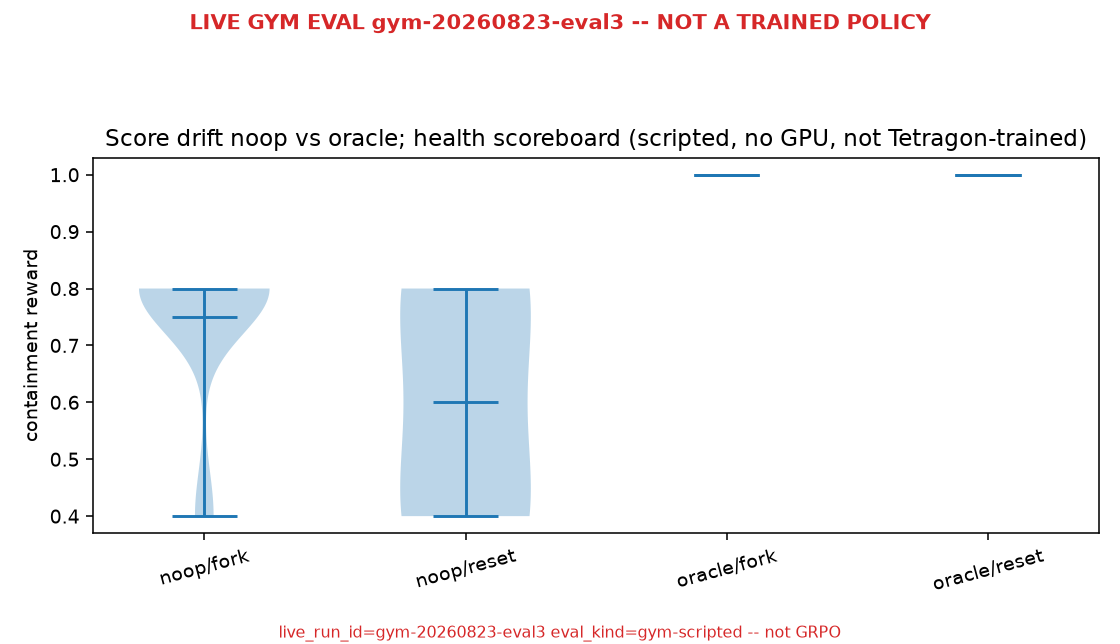 LIVE GYM EVAL gym-20260823-eval3 -- NOT A TRAINED POLICY
Score drift noop vs oracle; health scoreboard (scripted, no GPU, not Tetragon-trained)
containment reward
1.0
0.9
0.8
0.7
0.6
0.5
0.4
noop/fork
noop/reset
oracle/fork
oracle/reset
live_run_id=gym-20260823-eval3 eval_kind=gym-scripted -- not GRPO